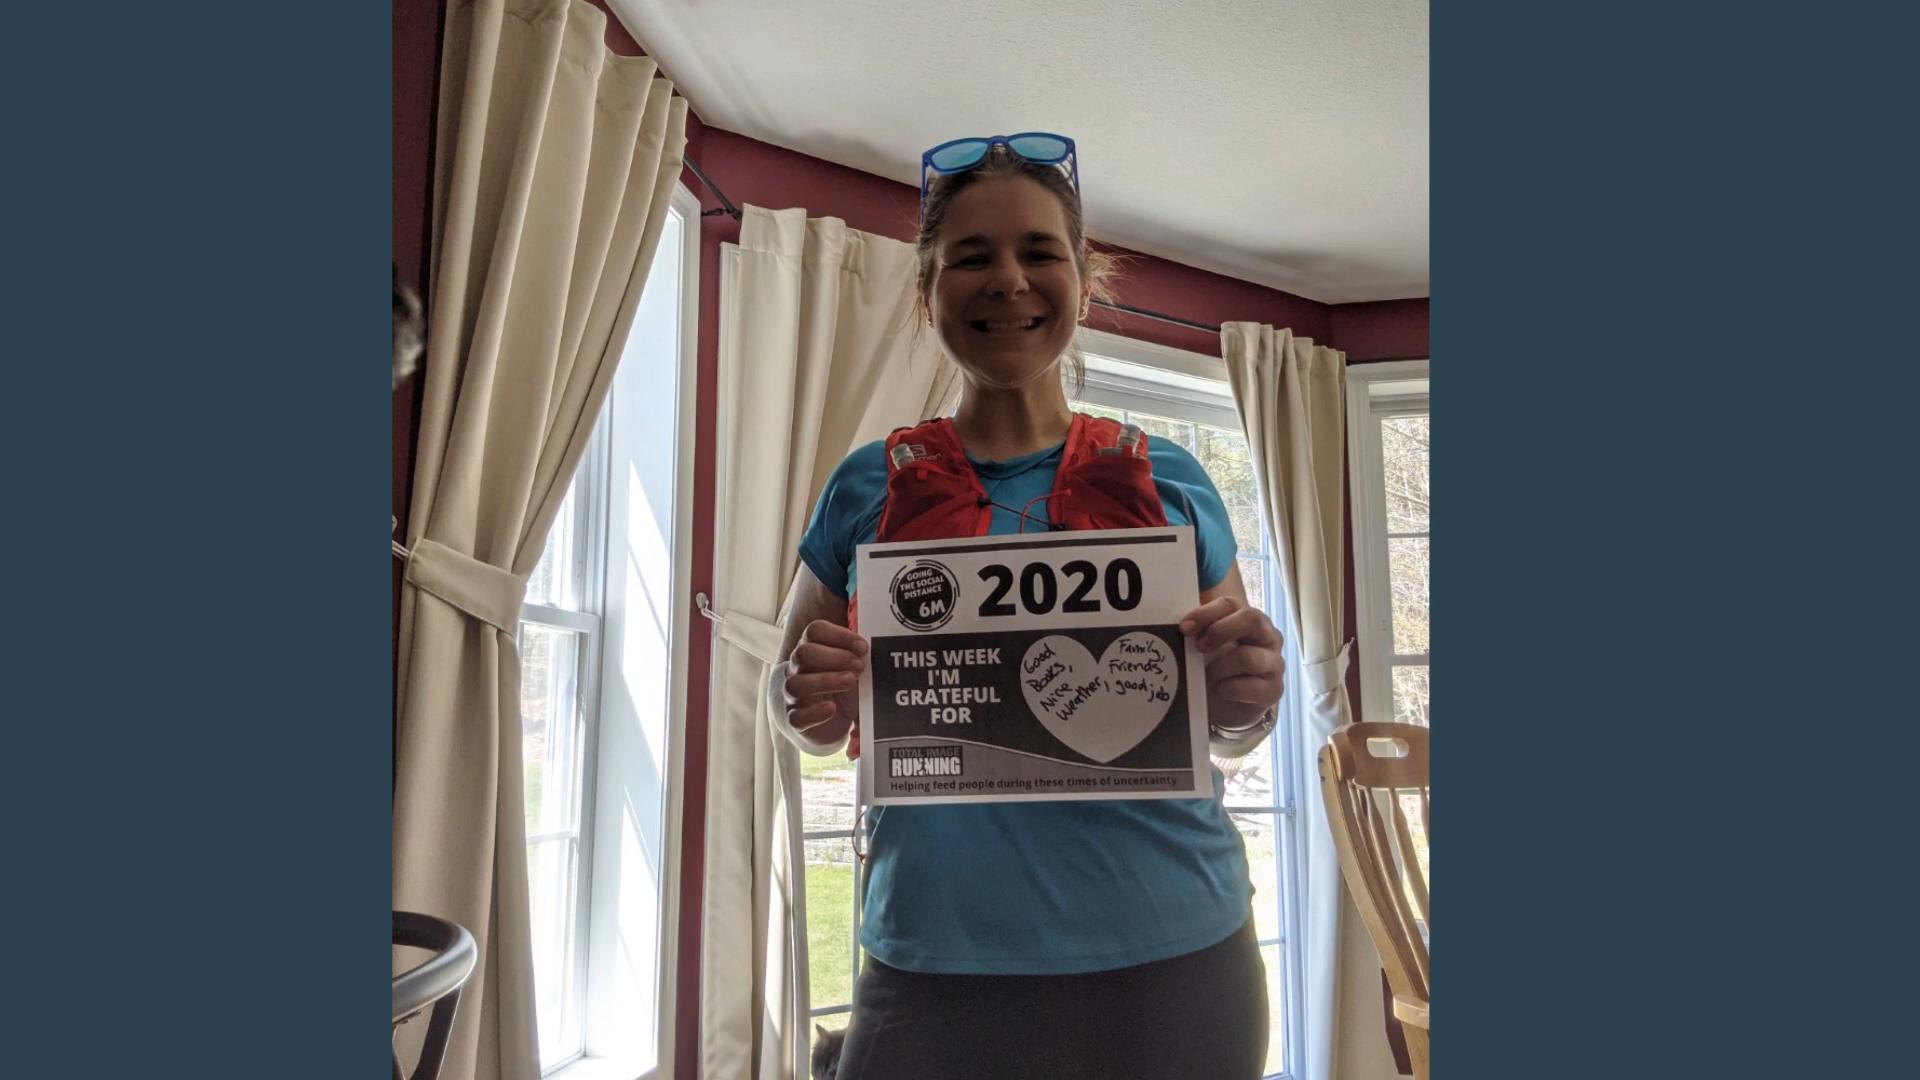 GOING
THE SOCIAL
DISTANCE
6M
2020
THIS WEEK
I'M
GRATEFUL
FOR
Good
Books,
Nice
Weather,
Family,
Friends,
good job
TOTAL IMAGE
RUNNING
Helping feed people during these times of uncertainty